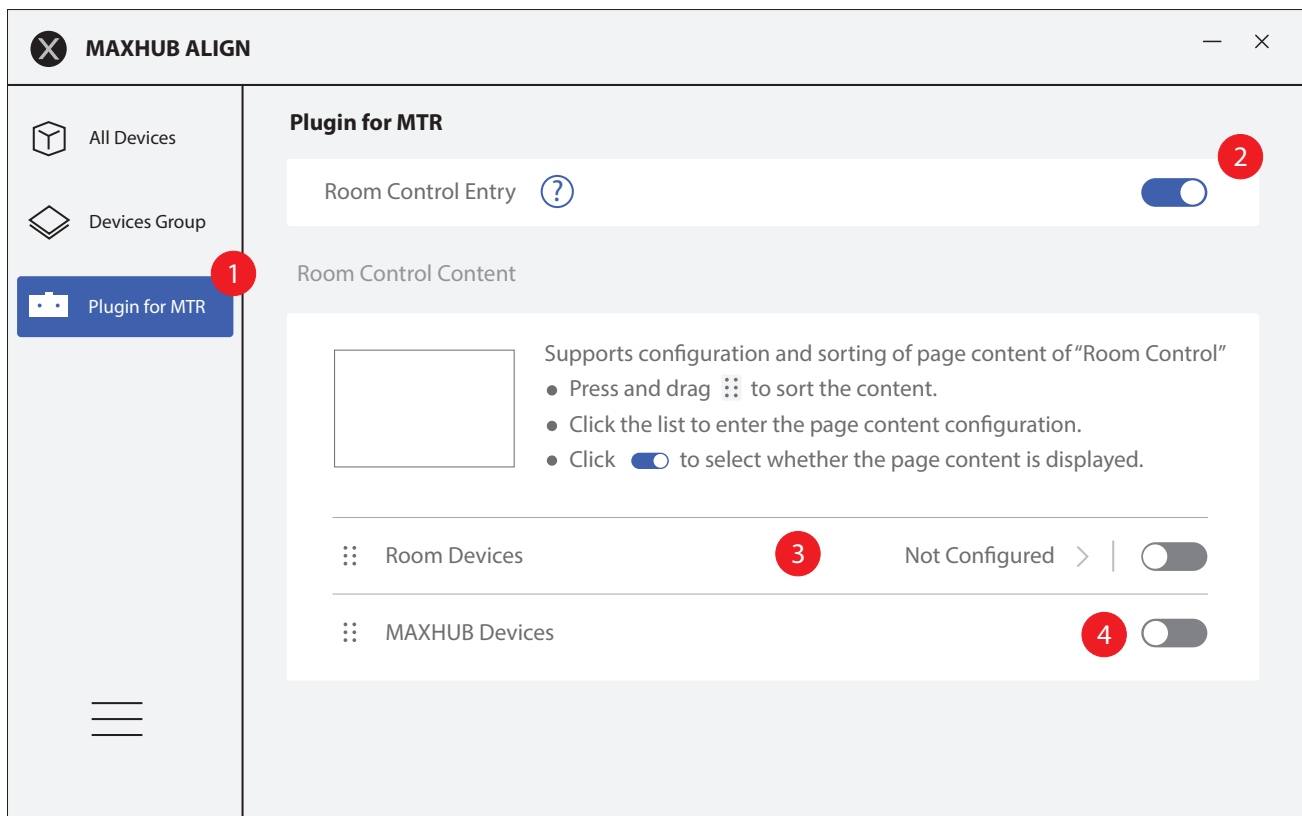 MAXHUB ALIGN
All Devices
Devices Group
1
Plugin for MTR
Plugin for MTR
2
Room Control Entry ?
Room Control Content
Supports configuration and sorting of page content of “Room Control”
● Press and drag to sort the content.
● Click the list to enter the page content configuration.
● Click to select whether the page content is displayed.
Room Devices 3 Not Configured >
MAXHUB Devices 4